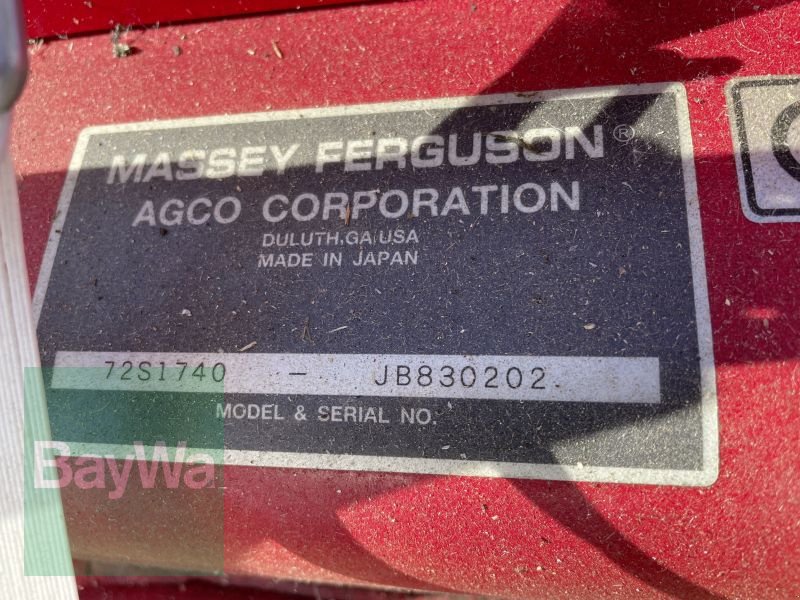 MASSEY FERGUSON®
AGCO CORPORATION
DULUTH, GA USA
MADE IN JAPAN
72S1740 - JB830202.
MODEL & SERIAL NO.
BayWa